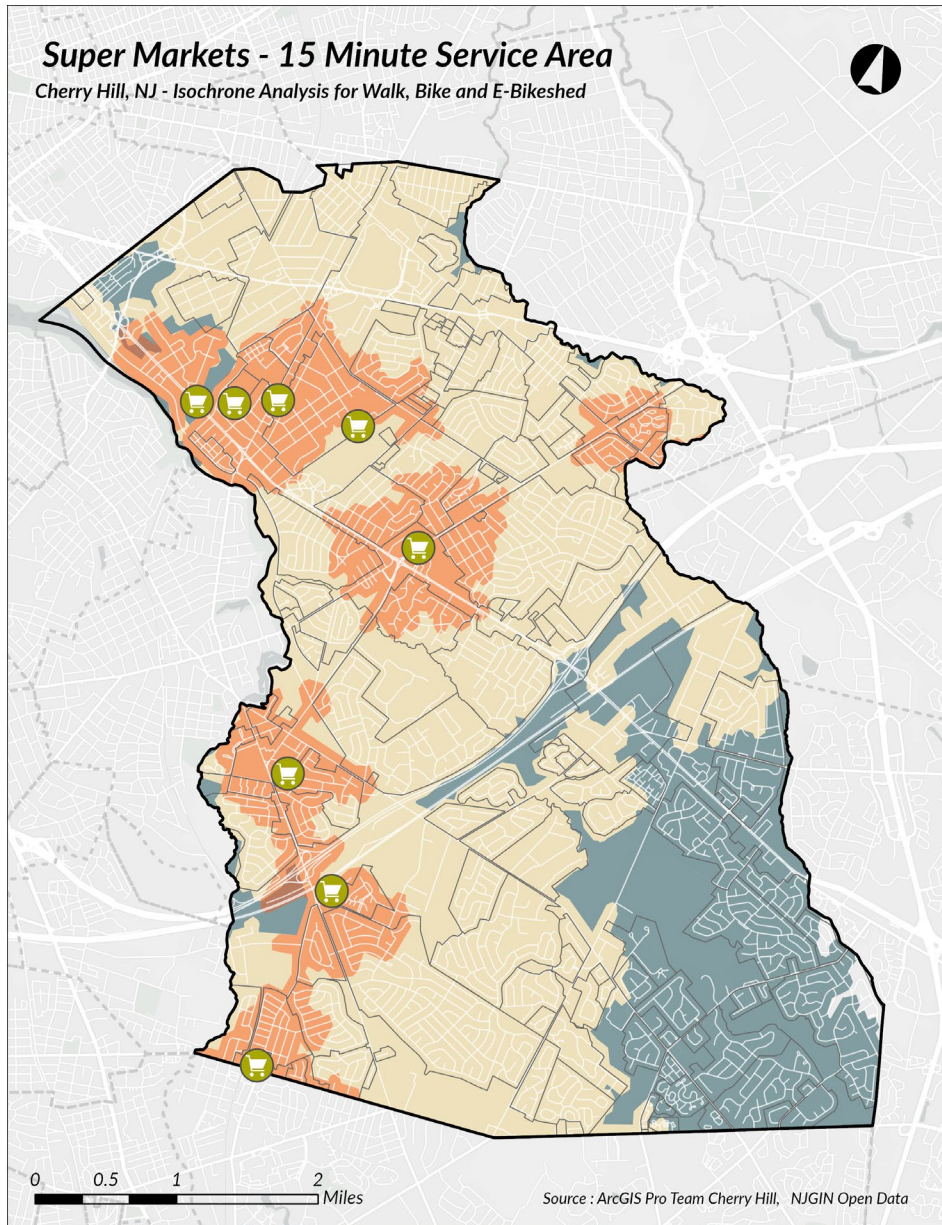 Super Markets - 15 Minute Service Area
Cherry Hill, NJ - Isochrone Analysis for Walk, Bike and E-Bikeshed
0 0.5 1 2
Miles
Source : ArcGIS Pro Team Cherry Hill, NJGIN Open Data